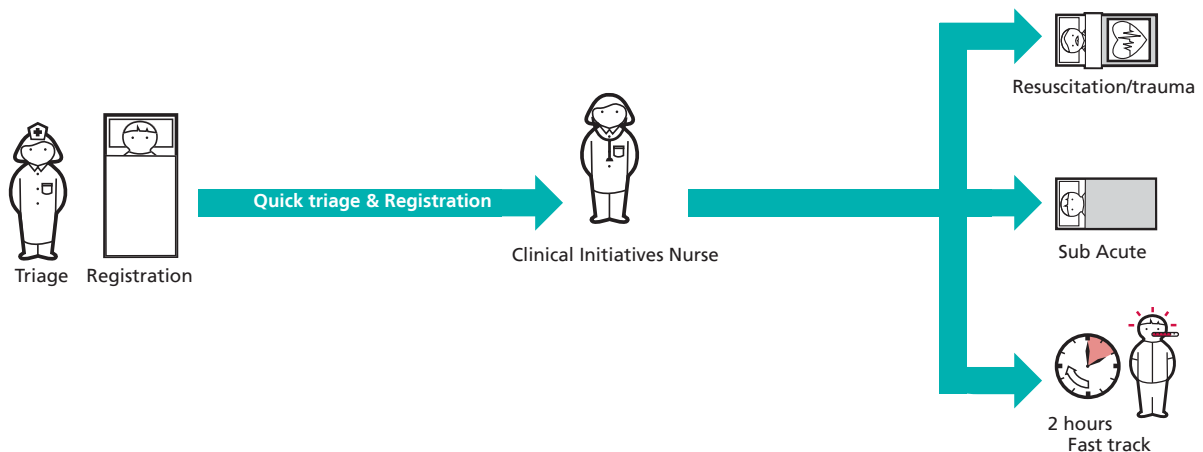 Triage
Registration
Quick triage & Registration
Clinical Initiatives Nurse
Resuscitation/trauma
Sub Acute
2 hours
Fast track